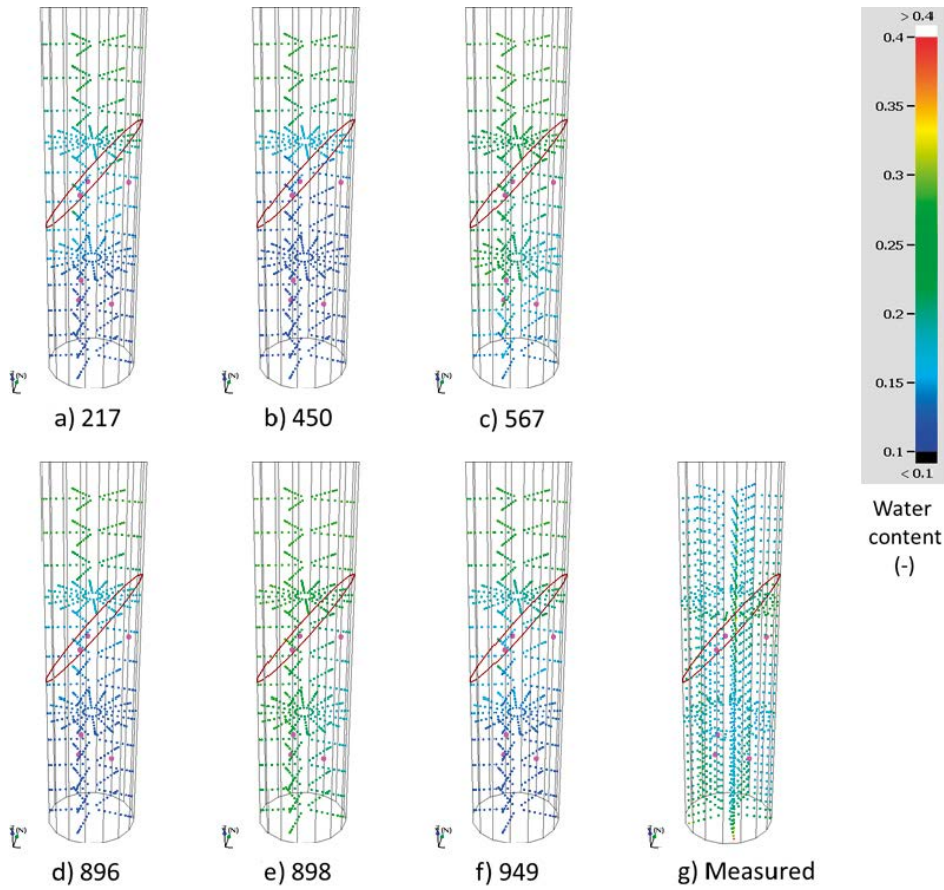 > 0.4
0.4
0.35
0.3
0.25
0.2
0.15
0.1
< 0.1
Water
content
(-)
a) 217
b) 450
c) 567
d) 896
e) 898
f) 949
g) Measured